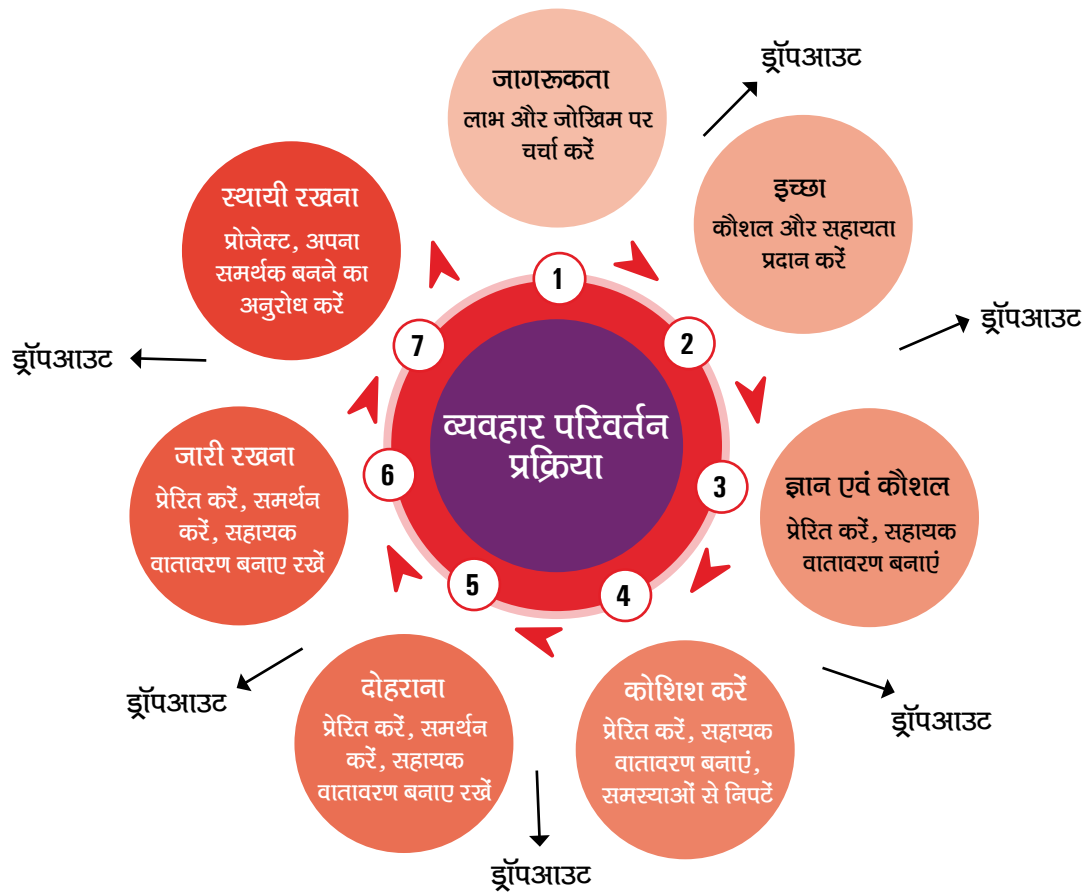 व्यवहार परिवर्तन
प्रक्रिया
1
जागरूकता
लाभ और जोखिम पर
चर्चा करें
ड्रॉपआउट
2
इच्छा
कौशल और सहायता
प्रदान करें
ड्रॉपआउट
3
ज्ञान एवं कौशल
प्रेरित करें, सहायक
वातावरण बनाएं
ड्रॉपआउट
4
कोशिश करें
प्रेरित करें, सहायक
वातावरण बनाएं,
समस्याओं से निपटें
ड्रॉपआउट
5
दोहराना
प्रेरित करें, समर्थन
करें, सहायक
वातावरण बनाए रखें
ड्रॉपआउट
6
जारी रखना
प्रेरित करें, समर्थन
करें, सहायक
वातावरण बनाए रखें
ड्रॉपआउट
7
स्थायी रखना
प्रोजेक्ट, अपना
समर्थक बनने का
अनुरोध करें